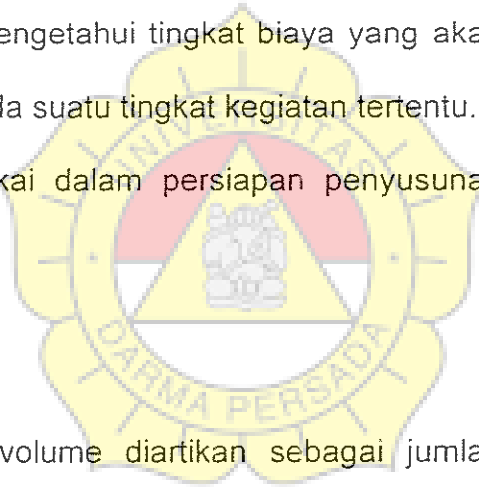 engetahui tingkat biaya yang aka
da suatu tingkat kegiatan tertentu.
UNIVERSITAS
kai dalam persiapan penyusuna
DARMA PERSADA
volume diartikan sebagai jumla